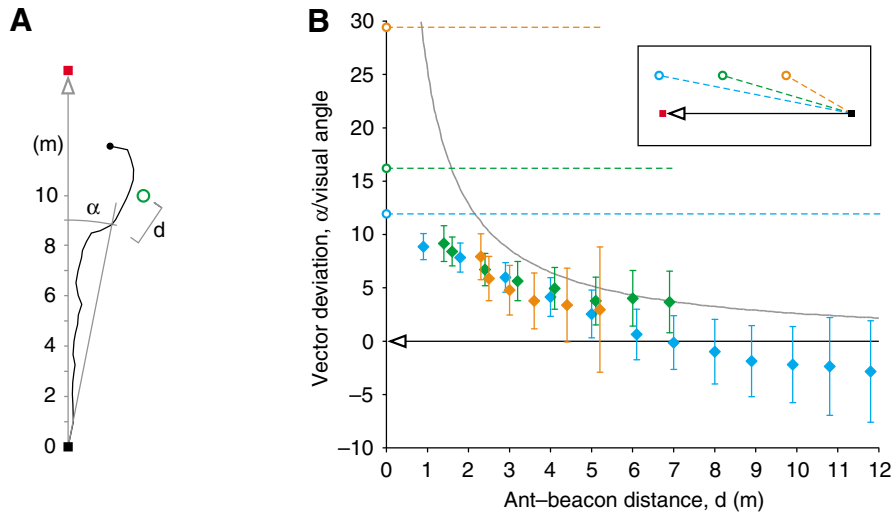 A
(m)
10
8
6
4
2
0
α
d
B
Vector deviation, α/visual angle
30
25
20
15
10
5
0
−5
−10
0 1 2 3 4 5 6 7 8 9 10 11 12
Ant–beacon distance, d (m)